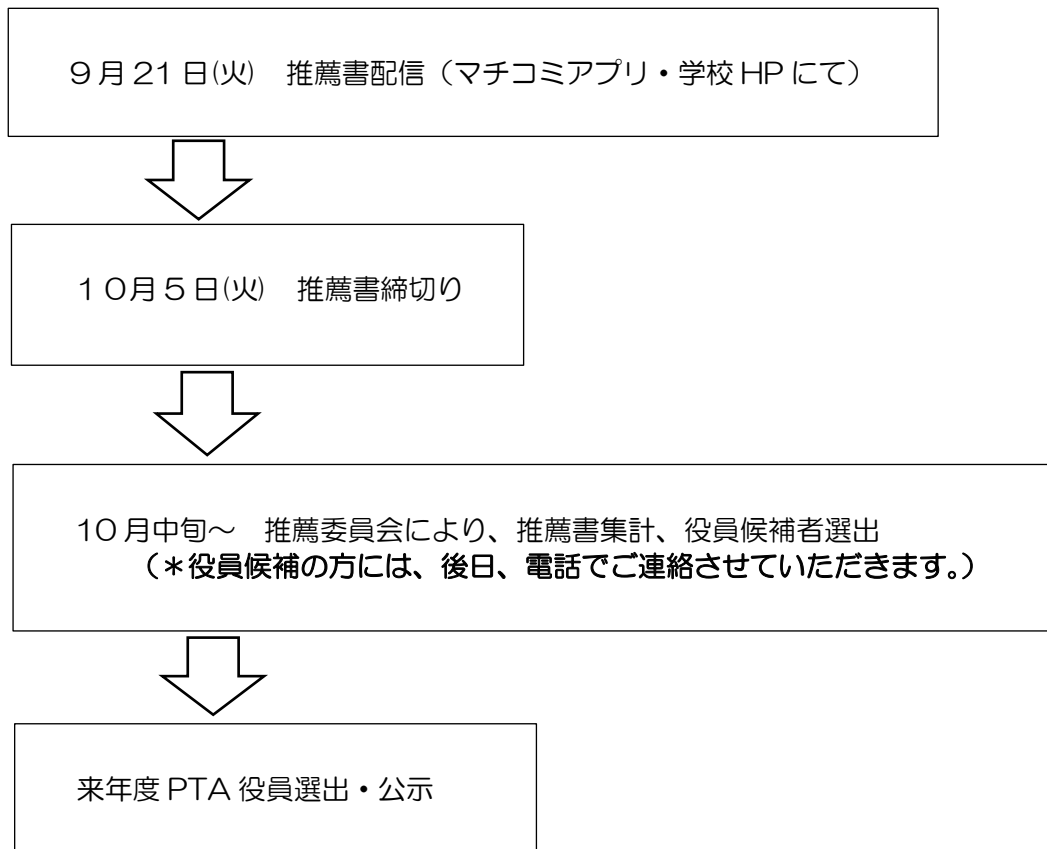 ９月21日(火)　推薦書配信（マチコミアプリ・学校HPにて）
１０月５日(火)　推薦書締切り
10月中旬～　推薦委員会により、推薦書集計、役員候補者選出
（＊役員候補の方には、後日、電話でご連絡させていただきます。）
来年度PTA役員選出・公示